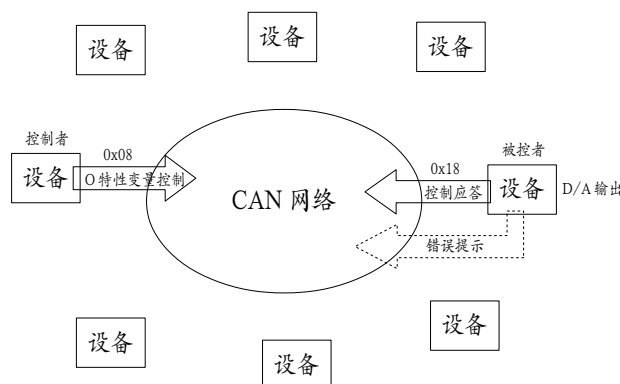 设备
设备
设备
控制者
0x08
设备
O特性变量控制
CAN 网络
被控者
0x18
控制应答
设备
D/A 输出
错误提示
设备
设备
设备